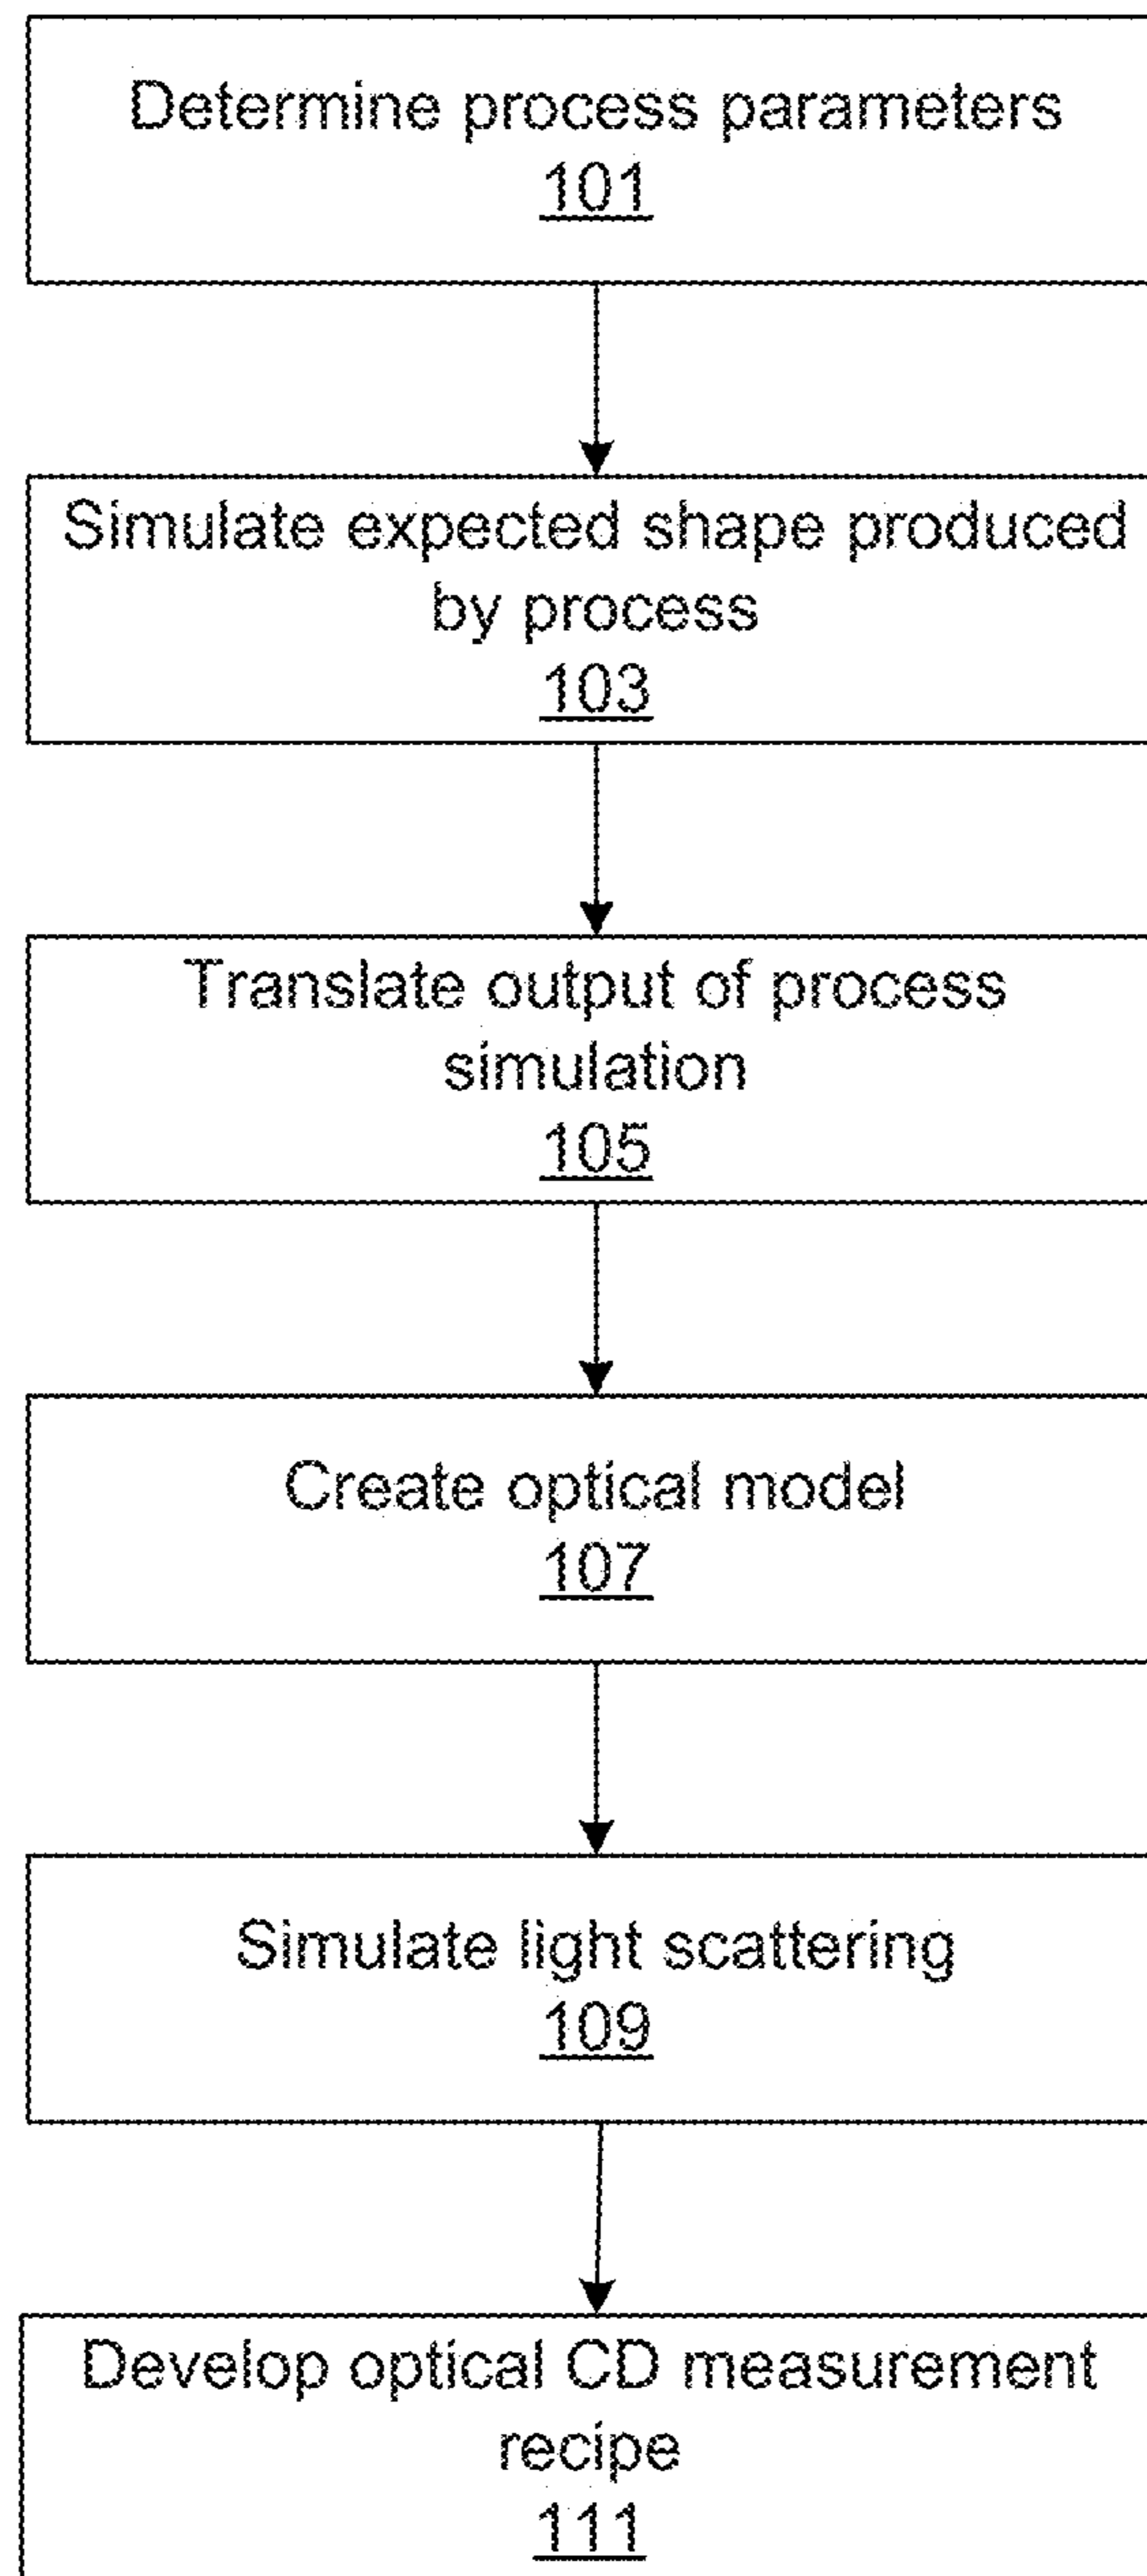 Determine process parameters
101
Simulate expected shape produced
by process
103
Translate output of process
simulation
105
Create optical model
107
Simulate light scattering
109
Develop optical CD measurement
recipe
111